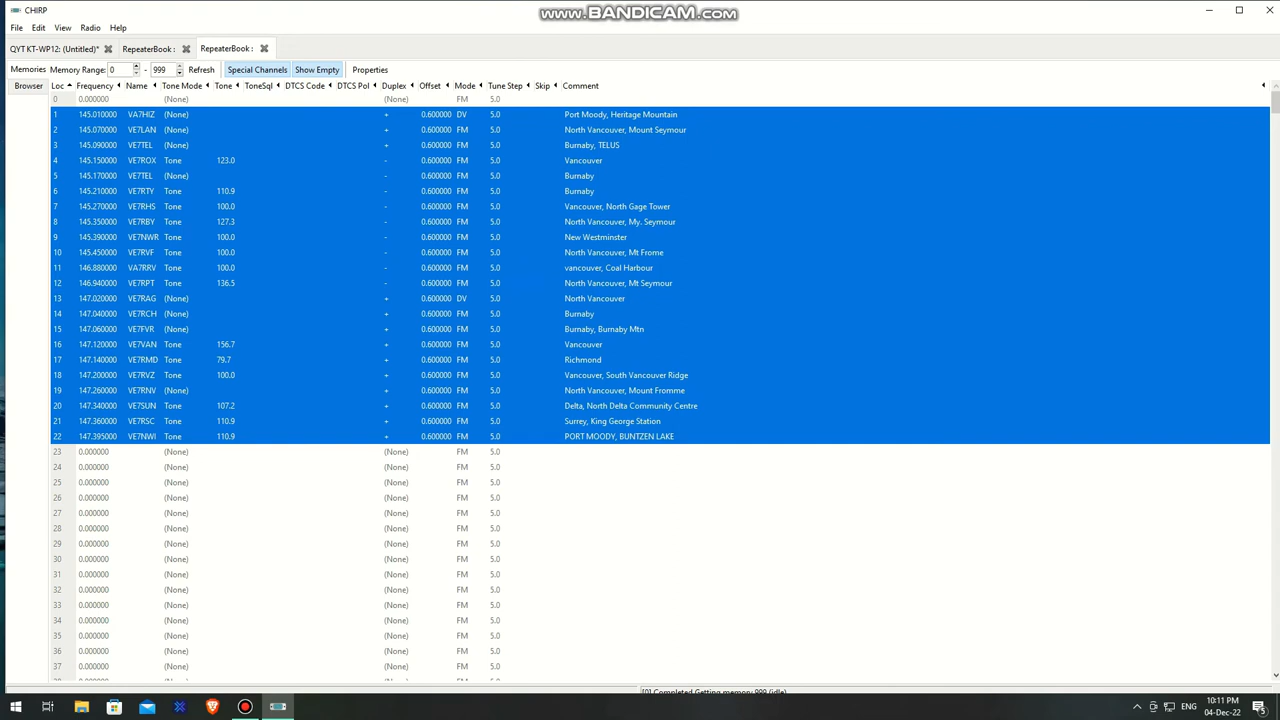 CHIRP
WWW.BANDICAM.COM
File Edit View Radio Help
QYT KT-WP12: (Untitled)* RepeaterBook : RepeaterBook :
Memories Memory Range: 0 - 999 Refresh Special Channels Show Empty Properties
Browser Loc Frequency Name Tone Mode Tone ToneSql DTCS Code DTCS Pol Duplex Offset Mode Tune Step Skip Comment
0 0.000000 (None) (None) FM 5.0
1 145.010000 VA7HIZ (None) + 0.600000 DV 5.0 Port Moody, Heritage Mountain
2 145.070000 VE7LAN (None) + 0.600000 FM 5.0 North Vancouver, Mount Seymour
3 145.090000 VE7TEL (None) + 0.600000 FM 5.0 Burnaby, TELUS
4 145.150000 VE7ROX Tone 123.0 - 0.600000 FM 5.0 Vancouver
5 145.170000 VE7TEL (None) - 0.600000 FM 5.0 Burnaby
6 145.210000 VE7RTY Tone 110.9 - 0.600000 FM 5.0 Burnaby
7 145.270000 VE7RHS Tone 100.0 - 0.600000 FM 5.0 Vancouver, North Gage Tower
8 145.350000 VE7RBY Tone 127.3 - 0.600000 FM 5.0 North Vancouver, My. Seymour
9 145.390000 VE7NWR Tone 100.0 - 0.600000 FM 5.0 New Westminster
10 145.450000 VE7RVF Tone 100.0 - 0.600000 FM 5.0 North Vancouver, Mt Frome
11 146.880000 VA7RRV Tone 100.0 - 0.600000 FM 5.0 vancouver, Coal Harbour
12 146.940000 VE7RPT Tone 136.5 - 0.600000 FM 5.0 North Vancouver, Mt Seymour
13 147.020000 VE7RAG (None) + 0.600000 DV 5.0 North Vancouver
14 147.040000 VE7RCH (None) + 0.600000 FM 5.0 Burnaby
15 147.060000 VE7FVR (None) + 0.600000 FM 5.0 Burnaby, Burnaby Mtn
16 147.120000 VE7VAN Tone 156.7 + 0.600000 FM 5.0 Vancouver
17 147.140000 VE7RMD Tone 79.7 + 0.600000 FM 5.0 Richmond
18 147.200000 VE7RVZ Tone 100.0 + 0.600000 FM 5.0 Vancouver, South Vancouver Ridge
19 147.260000 VE7RNV (None) + 0.600000 FM 5.0 North Vancouver, Mount Fromme
20 147.340000 VE7SUN Tone 107.2 + 0.600000 FM 5.0 Delta, North Delta Community Centre
21 147.360000 VE7RSC Tone 110.9 + 0.600000 FM 5.0 Surrey, King George Station
22 147.395000 VE7NWI Tone 110.9 + 0.600000 FM 5.0 PORT MOODY, BUNTZEN LAKE
23 0.000000 (None) (None) FM 5.0
24 0.000000 (None) (None) FM 5.0
25 0.000000 (None) (None) FM 5.0
26 0.000000 (None) (None) FM 5.0
27 0.000000 (None) (None) FM 5.0
28 0.000000 (None) (None) FM 5.0
29 0.000000 (None) (None) FM 5.0
30 0.000000 (None) (None) FM 5.0
31 0.000000 (None) (None) FM 5.0
32 0.000000 (None) (None) FM 5.0
33 0.000000 (None) (None) FM 5.0
34 0.000000 (None) (None) FM 5.0
35 0.000000 (None) (None) FM 5.0
36 0.000000 (None) (None) FM 5.0
37 0.000000 (None) (None) FM 5.0
[0] Completed Getting memory 999 (idle)
ENG 10:11 PM
04-Dec-22 5